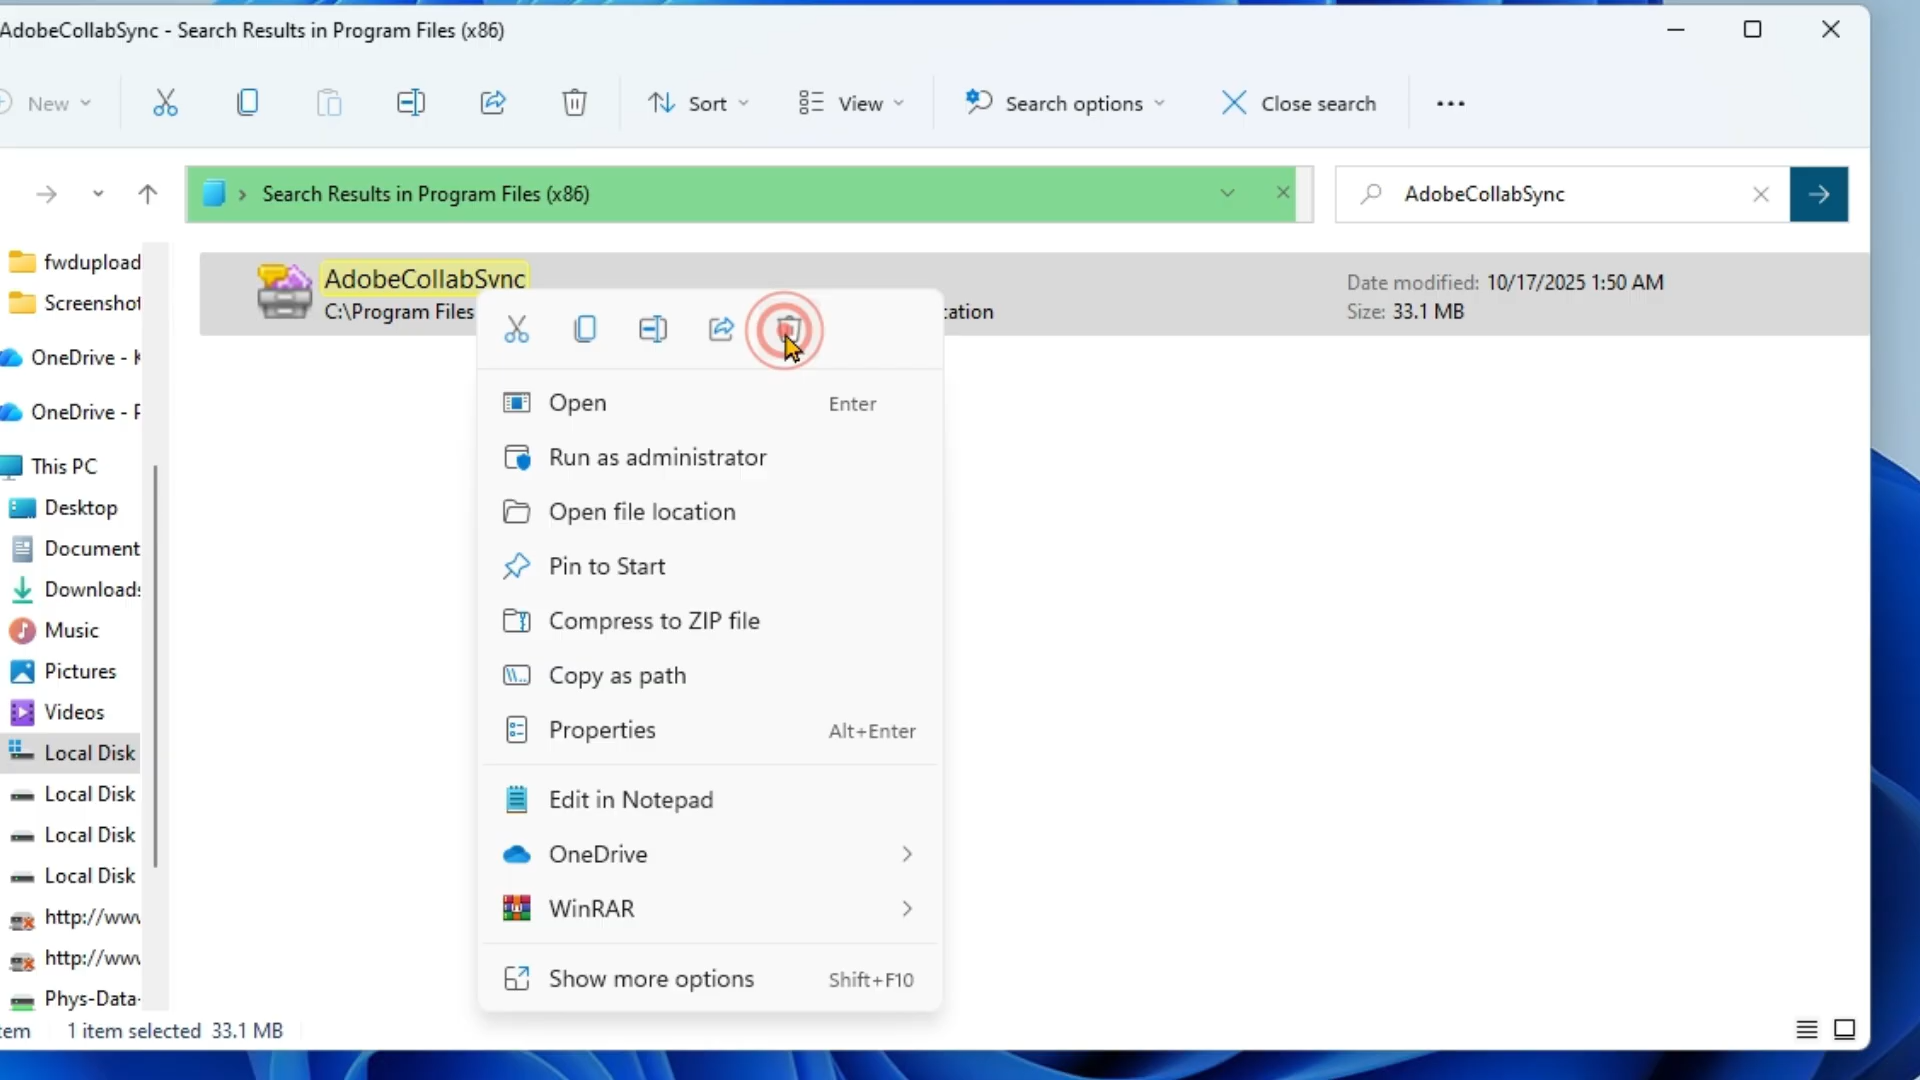 AdobeCollabSync - Search Results in Program Files (x86)
New
Sort
View
Search options
Close search
Search Results in Program Files (x86)
AdobeCollabSync
fwdupload
Screenshot
OneDrive - K
OneDrive -
This PC
Desktop
Document
Downloads
Music
Pictures
Videos
Local Disk
Local Disk
Local Disk
Local Disk
http://www
http://www
Phys-Data-
AdobeCollabSync
C:\Program Files
cation
Date modified: 10/17/2025 1:50 AM
Size: 33.1 MB
Open Enter
Run as administrator
Open file location
Pin to Start
Compress to ZIP file
Copy as path
Properties Alt+Enter
Edit in Notepad
OneDrive
WinRAR
Show more options Shift+F10
tem 1 item selected 33.1 MB